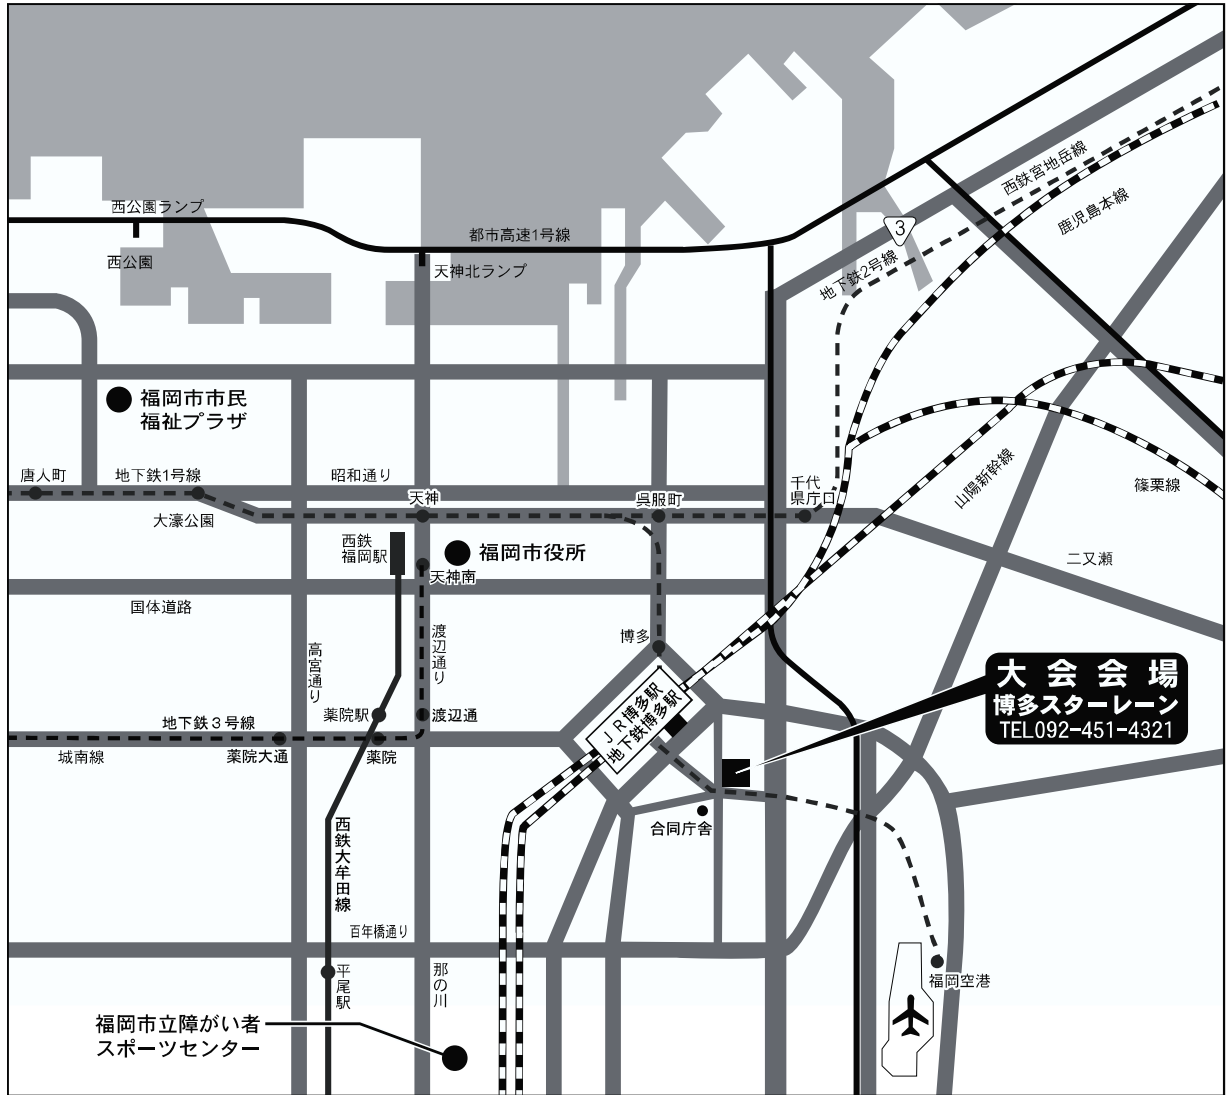 西鉄宮地岳線
鹿児島本線
西公園ランプ
3
都市高速1号線
西公園
天神北ランプ
地下鉄2号線
福岡市市民
福祉プラザ
唐人町
地下鉄1号線
昭和通り
天神
呉服町
千代
県庁口
山陽新幹線
篠栗線
大濠公園
西鉄
福岡駅
福岡市役所
天神南
二又瀬
国体道路
渡辺通り
博多
高宮通り
大会会場
博多スターレーン
TEL092-451-4321
JR博多駅
地下鉄博多駅
薬院駅
渡辺通
地下鉄3号線
城南線
薬院大通
薬院
合同庁舎
西鉄大牟田線
百年橋通り
平尾駅
那の川
福岡空港
福岡市立障がい者
スポーツセンター